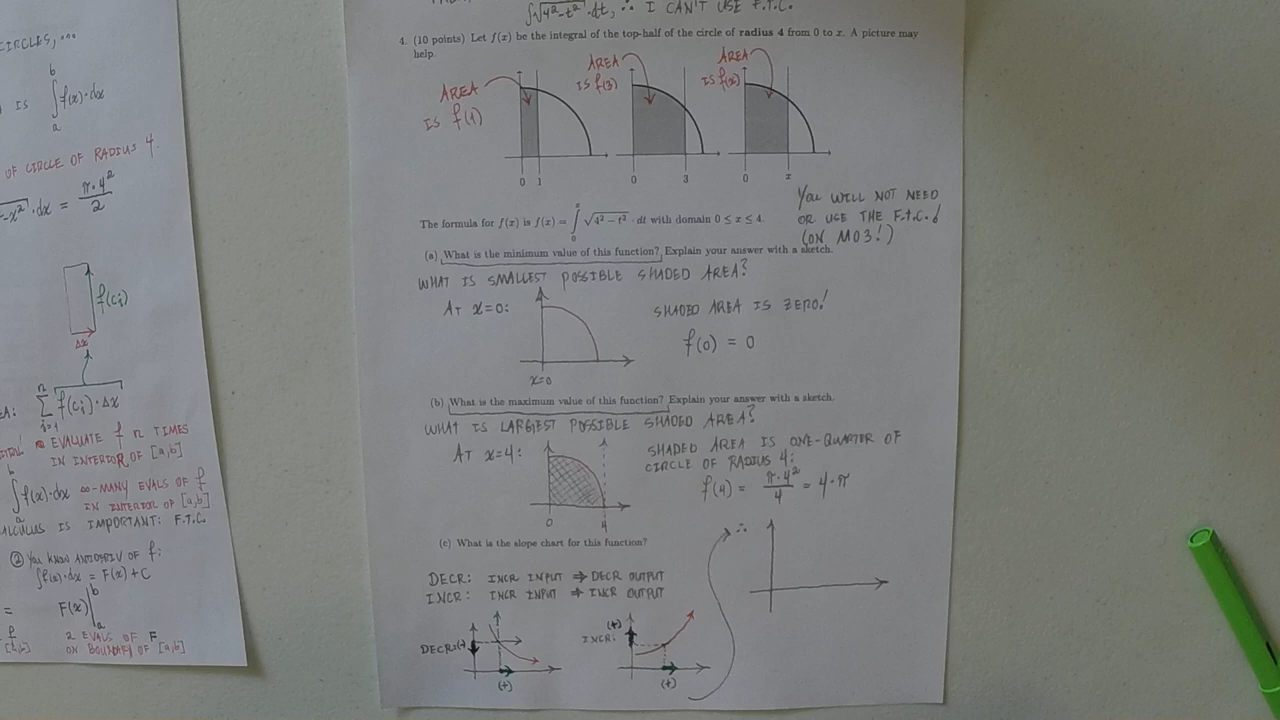 CIRCLES, ...
b
IS ∫ f(x)·dx
a
OF CIRCLE OF RADIUS 4.
-x² · dx = π·4²/2
f(cᵢ)
Δx
n
EA: Σ f(cᵢ)·Δx
i=1
EVALUATE f n TIMES
IN INTERIOR OF [a,b]
b
∫ f(x)·dx ∞-MANY EVALS OF f
a IN INTERIOR OF [a,b]
CALCULUS IS IMPORTANT: F.T.C.
② YOU KNOW ANTIDERIV OF f:
∫f(x)·dx = F(x) + C
= F(x)|ₐᵇ
2 EVALS OF F
ON BOUNDARY OF [a,b]
∫√4²-t² · dt, ∴ I CAN'T USE F.T.C.
4. (10 points) Let f(x) be the integral of the top-half of the circle of radius 4 from 0 to x. A picture may
help.
AREA
IS f(1)
AREA
IS f(3)
AREA
IS f(x)
0 1
0 3
0 x
YOU WILL NOT NEED
OR USE THE F.T.C.!
(ON M03!)
The formula for f(x) is f(x) = ∫₀ˣ √4² − t² · dt with domain 0 ≤ x ≤ 4.
(a) What is the minimum value of this function? Explain your answer with a sketch.
WHAT IS SMALLEST POSSIBLE SHADED AREA?
AT x=0:
x=0
SHADED AREA IS ZERO!
f(0) = 0
(b) What is the maximum value of this function? Explain your answer with a sketch.
WHAT IS LARGEST POSSIBLE SHADED AREA?
AT x=4:
0 4
SHADED AREA IS ONE-QUARTER OF
CIRCLE OF RADIUS 4:
f(4) = π·4²/4 = 4·π
(c) What is the slope chart for this function?
DECR: INCR INPUT ⇒ DECR OUTPUT
INCR: INCR INPUT ⇒ INCR OUTPUT
DECR: (-)
(+)
INCR: (+)
(+)
∴